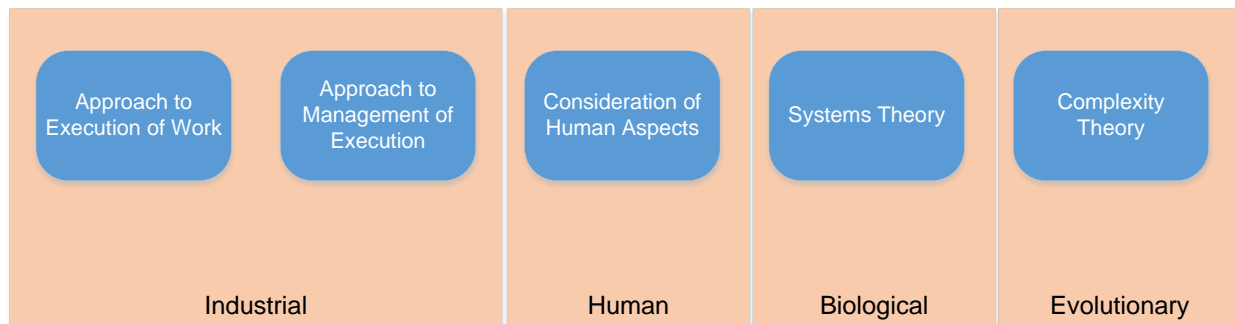 Approach to
Execution of Work
Approach to
Management of
Execution
Consideration of
Human Aspects
Systems Theory
Complexity
Theory
Industrial
Human
Biological
Evolutionary